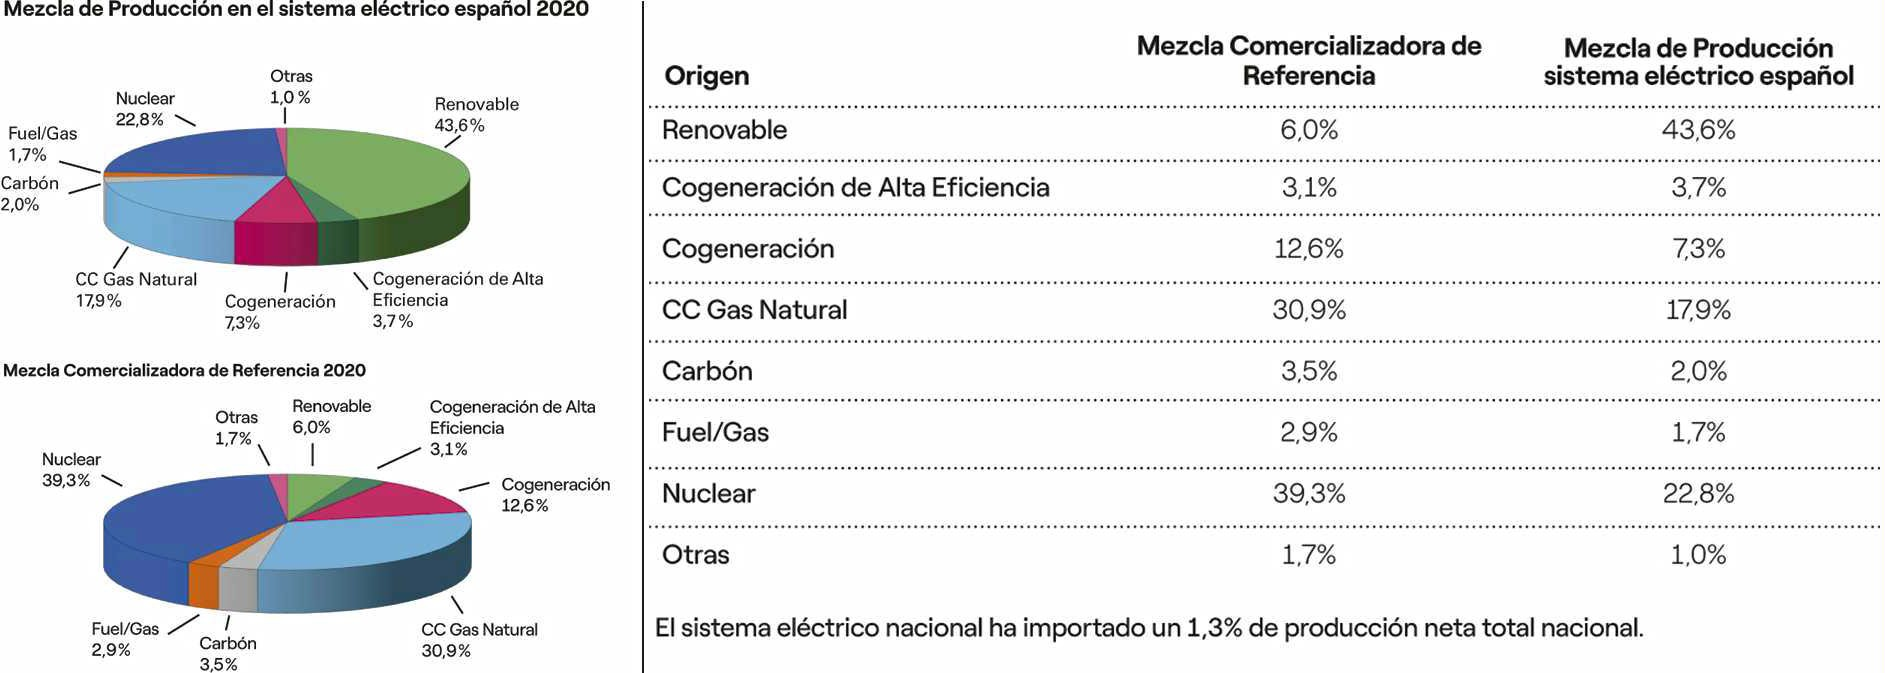 Mezcla de Producción en el sistema eléctrico español 2020
Otras
1,0 %
Nuclear
22,8%
Renovable
43,6%
Fuel/Gas
1,7%
Carbón
2,0%
CC Gas Natural
17,9%
Cogeneración
7,3%
Cogeneración de Alta
Eficiencia
3,7%
Mezcla Comercializadora de Referencia 2020
Otras
1,7%
Renovable
6,0%
Cogeneración de Alta
Eficiencia
3,1%
Nuclear
39,3%
Cogeneración
12,6%
Fuel/Gas
2,9%
Carbón
3,5%
CC Gas Natural
30,9%
Origen
Mezcla Comercializadora de
Referencia
Mezcla de Producción
sistema eléctrico español
Renovable 6,0% 43,6%
Cogeneración de Alta Eficiencia 3,1% 3,7%
Cogeneración 12,6% 7,3%
CC Gas Natural 30,9% 17,9%
Carbón 3,5% 2,0%
Fuel/Gas 2,9% 1,7%
Nuclear 39,3% 22,8%
Otras 1,7% 1,0%
El sistema eléctrico nacional ha importado un 1,3% de producción neta total nacional.